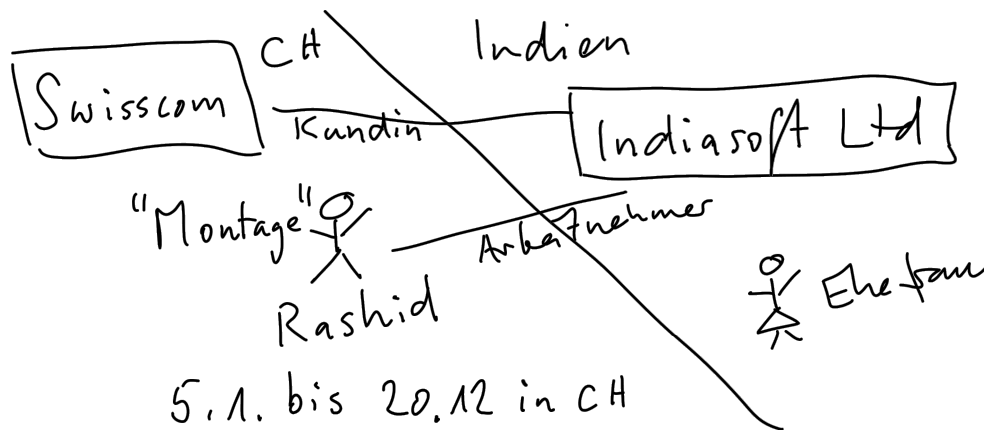 CH
Indien
Swisscom
Kundin
Indiasoft Ltd
"Montage"
Arbeitnehmer
Ehefrau
Rashid
5.1. bis 20.12 in CH